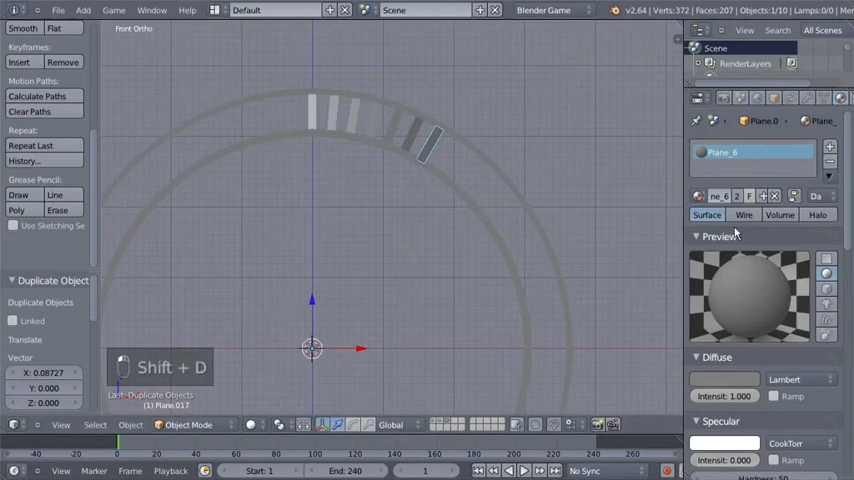 File Add Window Help Default Scene Blender Game v2.64 | Verts:372 | Faces:207 | Objects:1/10 | Lamps:0/0 |
Smooth Flat
Keyframes:
Insert Remove
Motion Paths:
Calculate Paths
Clear Paths
Repeat:
Repeat Last
History...
Grease Pencil:
Draw Line
Poly Erase
Use Sketching Se
Duplicate Object
Duplicate Objects
Linked
Translate
Vector
X: 0.08727
Y: 0.000
Z: 0.000
Front Ortho
Shift + D
Last: Duplicate Objects
(1) Plane.017
View Select Object Object Mode Global
-40 -20 0 20 40 60 80 100 120 140 160 180 200 220 240 260
View Marker Frame Playback Start: 1 End: 240 1 No Sync
View Search All Scenes
Scene
RenderLayers
Plane.0 Plane_
Plane_6
ne_6 2 F Da
Surface Wire Volume Halo
Preview
Diffuse
Lambert
Intensit: 1.000 Ramp
Specular
CookTorr
Intensit: 0.000 Ramp
Hardness: 50